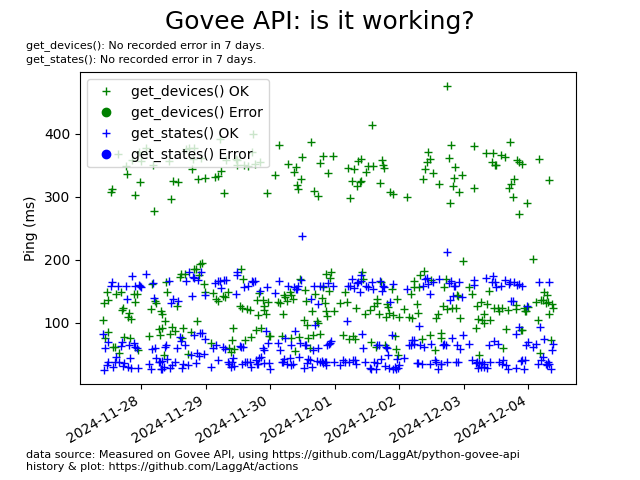 Govee API: is it working?
get_devices(): No recorded error in 7 days.
get_states(): No recorded error in 7 days.
get_devices() OK
get_devices() Error
get_states() OK
get_states() Error
Ping (ms)
400
300
200
100
2024-11-28
2024-11-29
2024-11-30
2024-12-01
2024-12-02
2024-12-03
2024-12-04
data source: Measured on Govee API, using https://github.com/LaggAt/python-govee-api
history & plot: https://github.com/LaggAt/actions